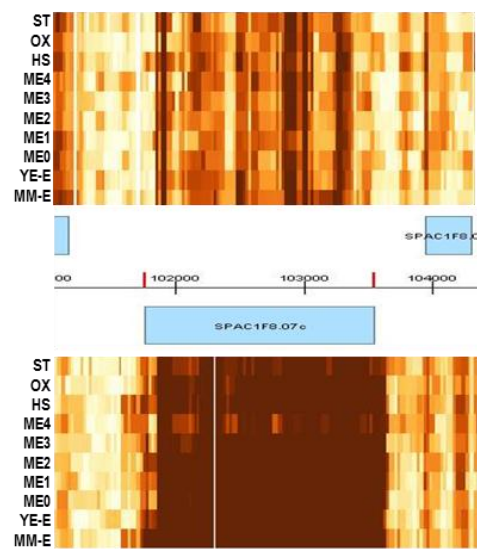 ST
OX
HS
ME4
ME3
ME2
ME1
ME0
YE-E
MM-E
SPAC1F8.0
00 102000 103000 104000
SPAC1F8.07c
ST
OX
HS
ME4
ME3
ME2
ME1
ME0
YE-E
MM-E